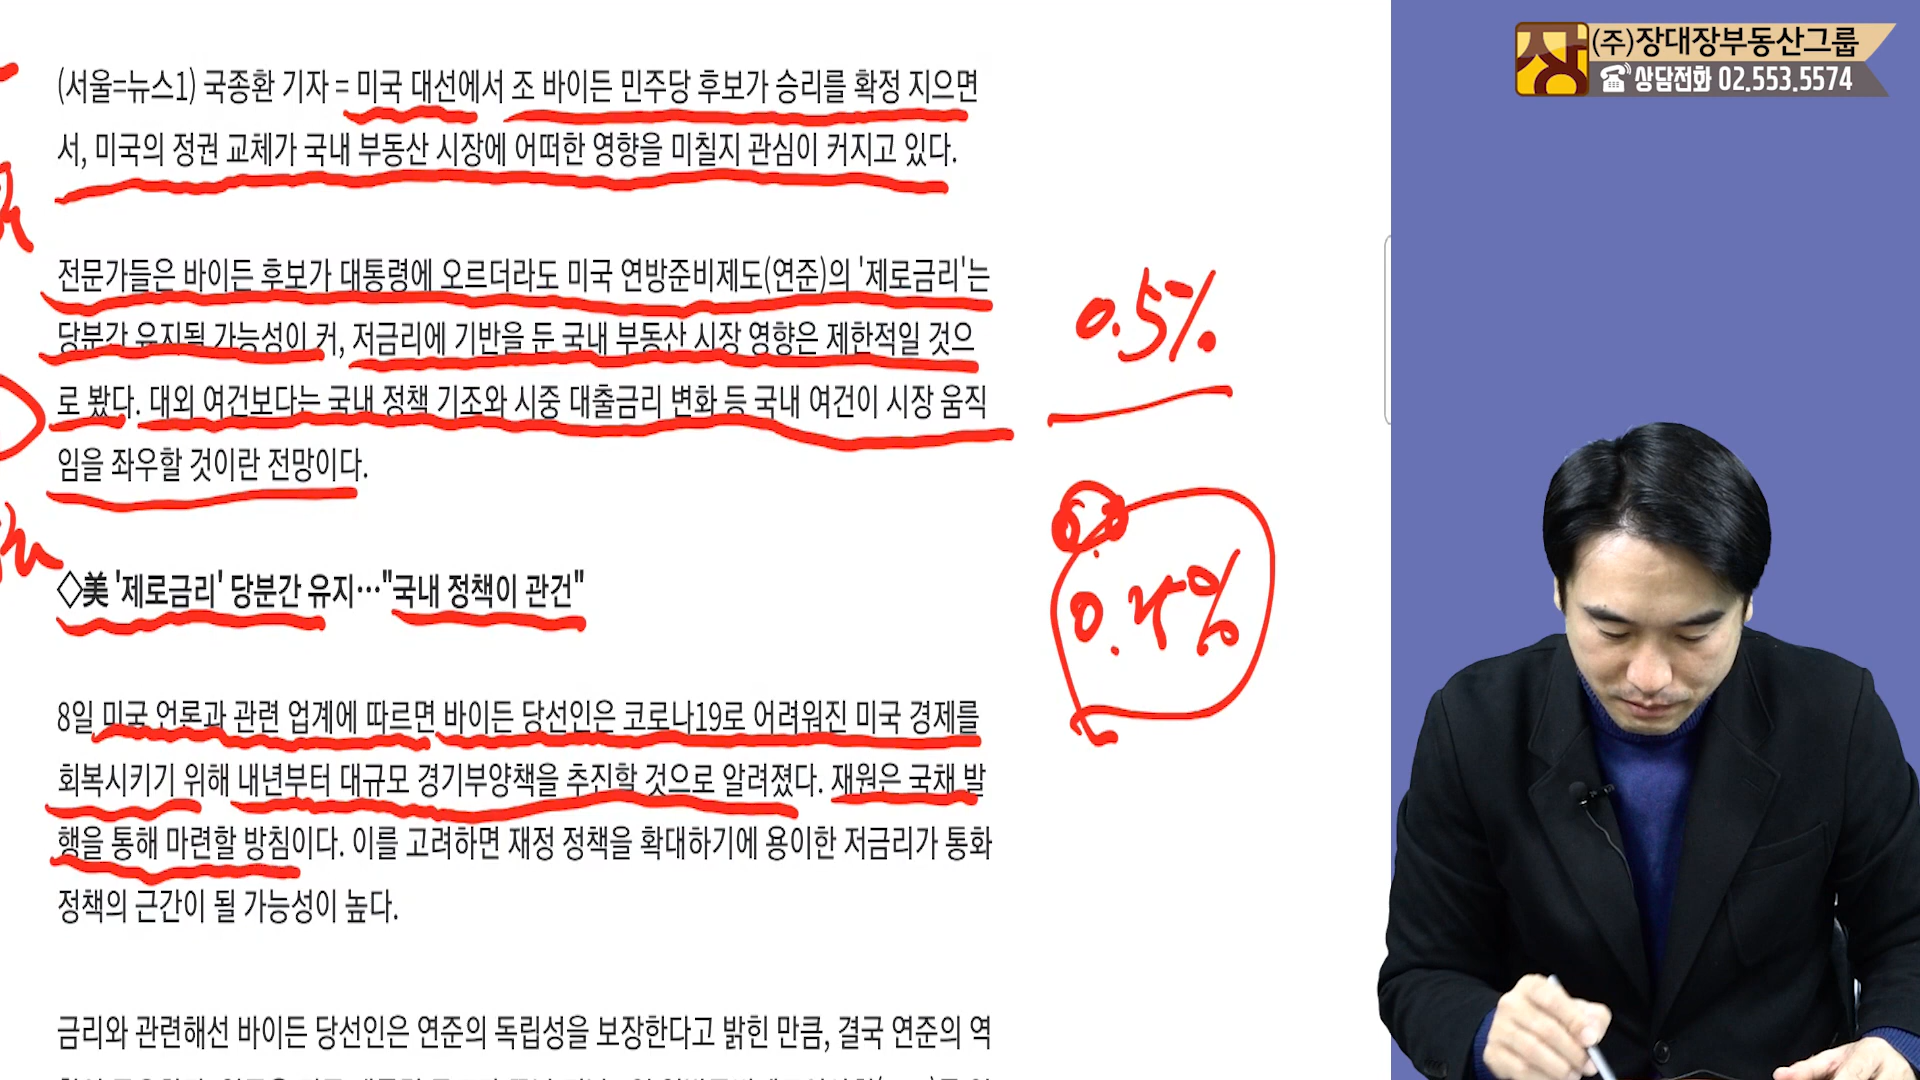 장
(주)장대장부동산그룹
상담전화 02.553.5574
(서울=뉴스1) 국종환 기자 = 미국 대선에서 조 바이든 민주당 후보가 승리를 확정 지으면
서, 미국의 정권 교체가 국내 부동산 시장에 어떠한 영향을 미칠지 관심이 커지고 있다.
전문가들은 바이든 후보가 대통령에 오르더라도 미국 연방준비제도(연준)의 '제로금리'는
당분간 유지될 가능성이 커, 저금리에 기반을 둔 국내 부동산 시장 영향은 제한적일 것으
로 봤다. 대외 여건보다는 국내 정책 기조와 시중 대출금리 변화 등 국내 여건이 시장 움직
임을 좌우할 것이란 전망이다.
0.5%
0.4%
◇美 '제로금리' 당분간 유지…"국내 정책이 관건"
8일 미국 언론과 관련 업계에 따르면 바이든 당선인은 코로나19로 어려워진 미국 경제를
회복시키기 위해 내년부터 대규모 경기부양책을 추진할 것으로 알려졌다. 재원은 국채 발
행을 통해 마련할 방침이다. 이를 고려하면 재정 정책을 확대하기에 용이한 저금리가 통화
정책의 근간이 될 가능성이 높다.
금리와 관련해선 바이든 당선인은 연준의 독립성을 보장한다고 밝힌 만큼, 결국 연준의 역